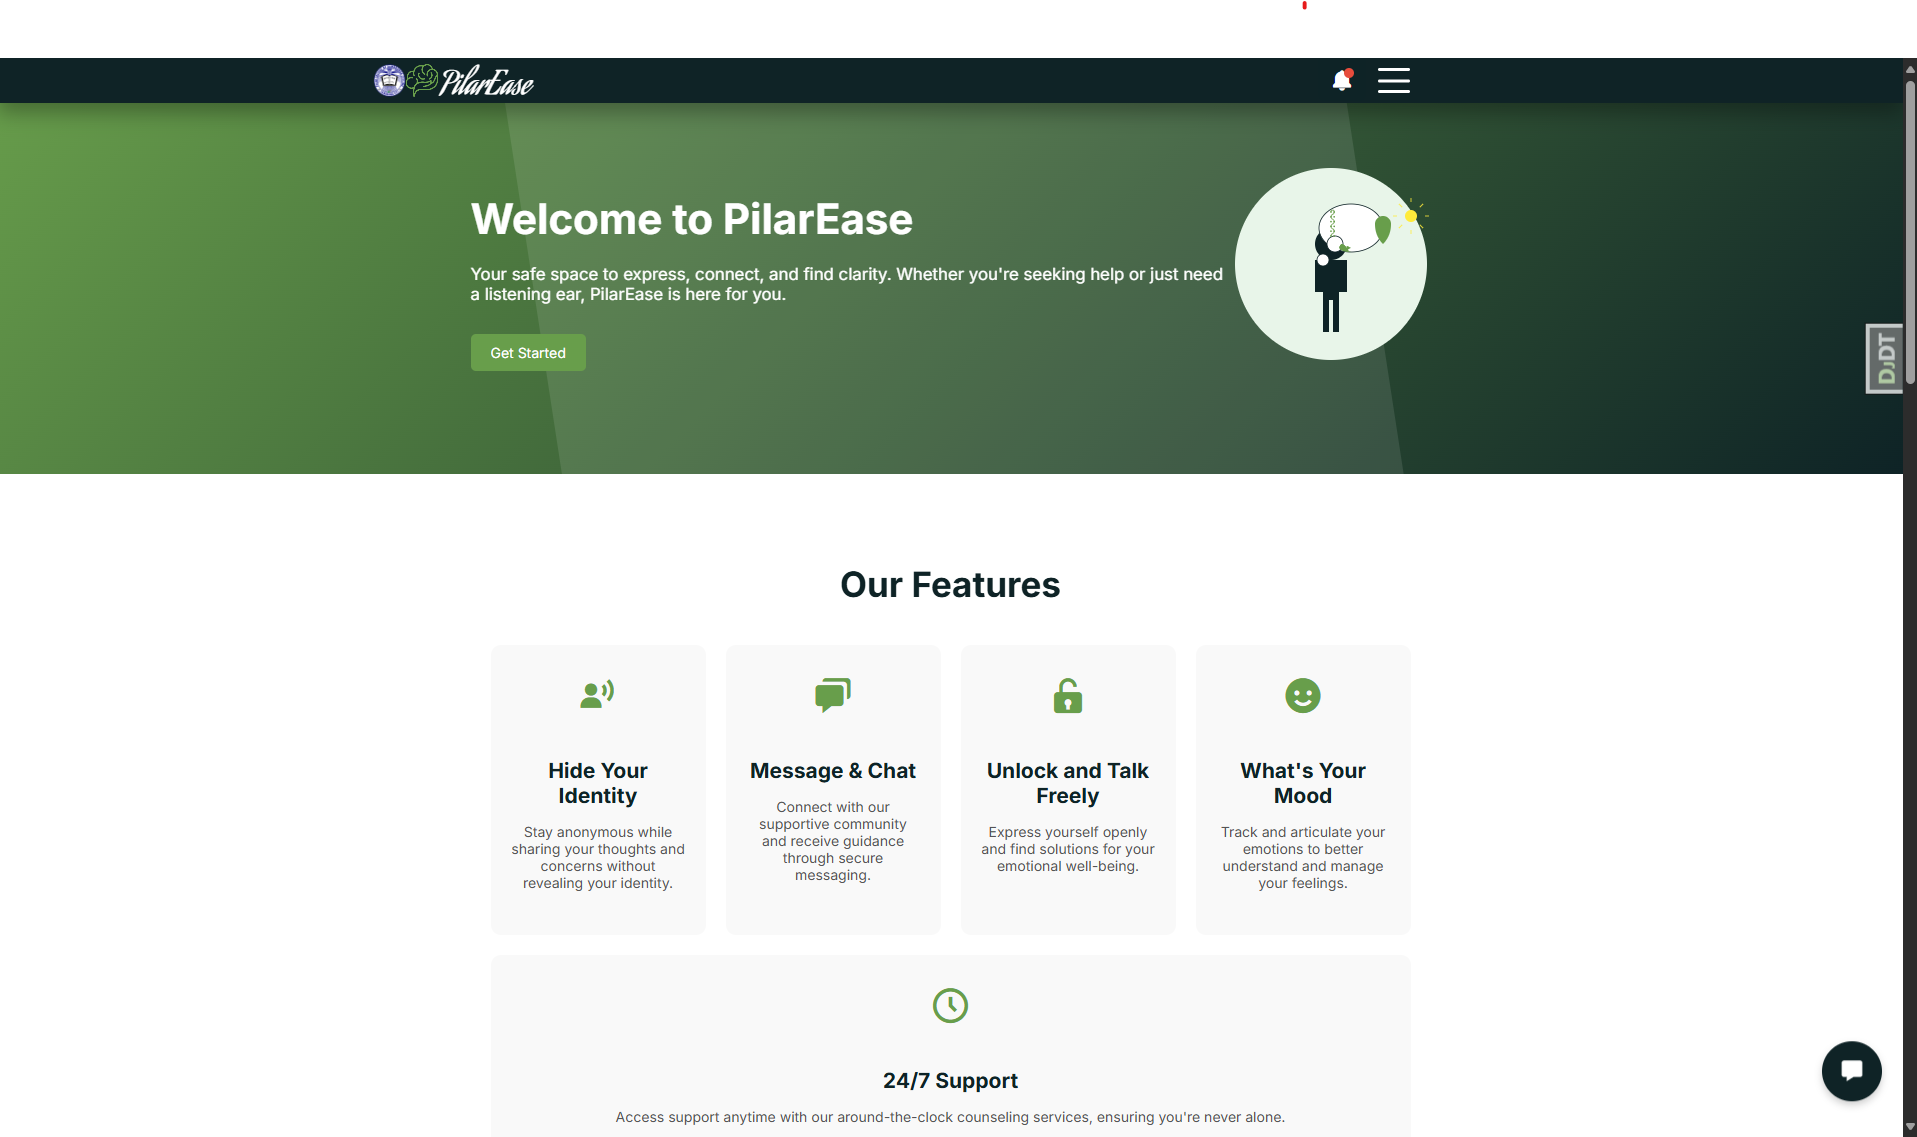 PilarEase
Welcome to PilarEase
Your safe space to express, connect, and find clarity. Whether you're seeking help or just need
a listening ear, PilarEase is here for you.
Get Started
DJDT
Our Features
Hide Your
Identity
Stay anonymous while
sharing your thoughts and
concerns without
revealing your identity.
Message & Chat
Connect with our
supportive community
and receive guidance
through secure
messaging.
Unlock and Talk
Freely
Express yourself openly
and find solutions for your
emotional well-being.
What's Your
Mood
Track and articulate your
emotions to better
understand and manage
your feelings.
24/7 Support
Access support anytime with our around-the-clock counseling services, ensuring you're never alone.